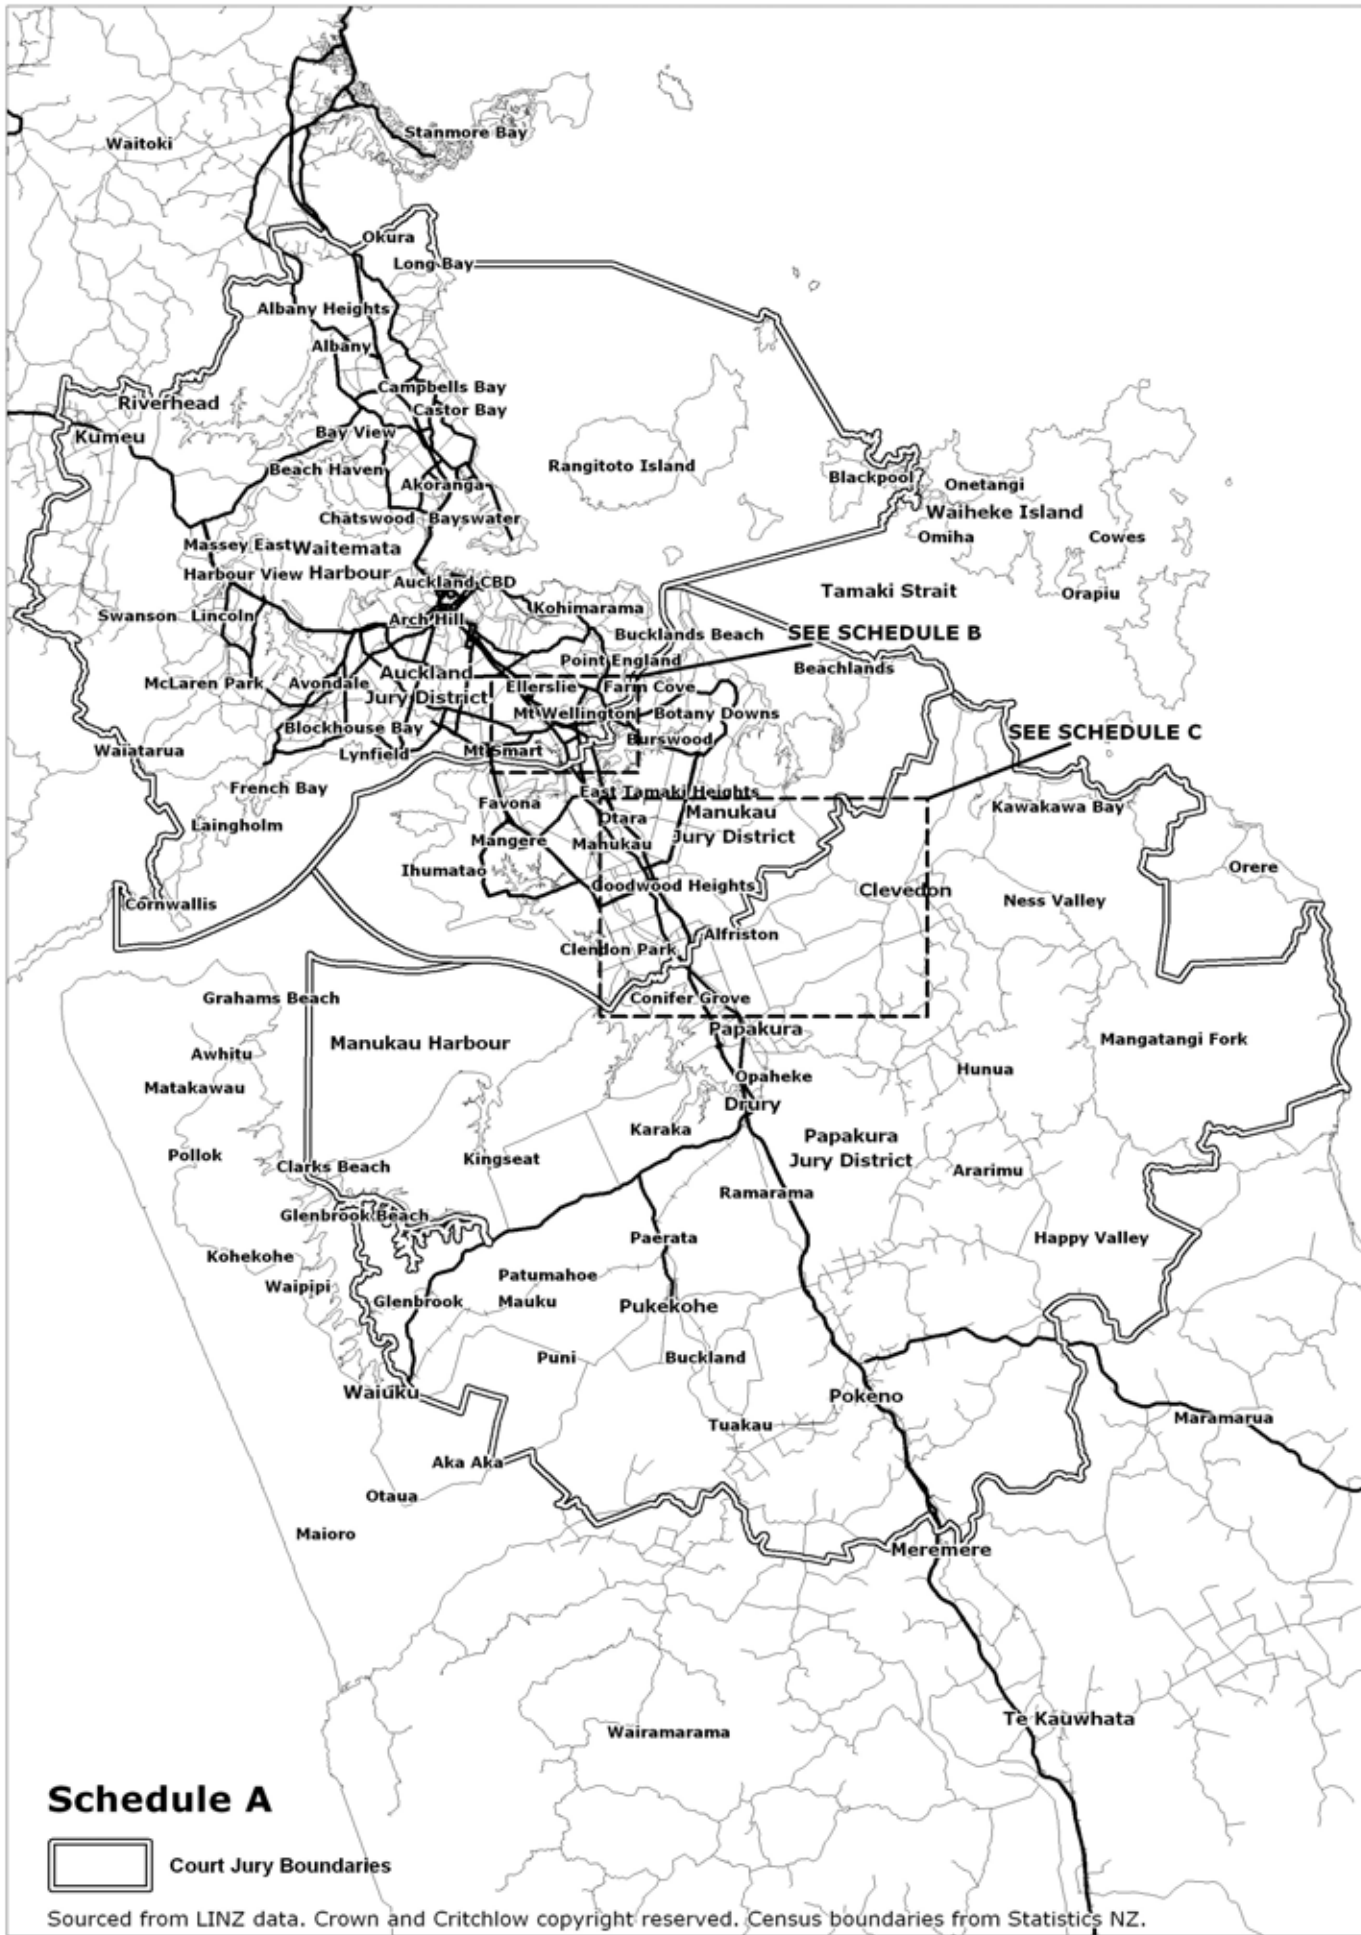 Stanmore Bay
Waitoki
Okura
Long Bay
Albany Heights
Albany
Campbells Bay
Riverhead
Castor Bay
Kumeu
Bay View
Beach Haven
Rangitoto Island
Akoranga
Blackpool
Onetangi
Chatswood
Bayswater
Waiheke Island
Massey East
Waitemata
Harbour
Omiha
Cowes
Harbour View
Auckland CBD
Tamaki Strait
Orapiu
Swanson
Lincoln
Arch Hill
Kohimarama
Bucklands Beach
SEE SCHEDULE B
Point England
Beachlands
McLaren Park
Avondale
Auckland
Jury District
Ellerslie
Farm Cove
Mt Wellington
Botany Downs
Blockhouse Bay
SEE SCHEDULE C
Waiatarua
Lynfield
Mt Smart
Burswood
French Bay
East Tamaki Heights
Favona
Manukau
Jury District
Kawakawa Bay
Laingholm
Otara
Mangere
Mahukau
Ihumatao
Orere
Goodwood Heights
Clevedon
Cornwallis
Ness Valley
Alfriston
Clendon Park
Grahams Beach
Conifer Grove
Papakura
Manukau Harbour
Mangatangi Fork
Awhitu
Hunua
Matakawau
Opaheke
Drury
Karaka
Papakura
Jury District
Pollok
Clarks Beach
Kingseat
Ararimu
Ramarama
Glenbrook Beach
Paerata
Happy Valley
Kohekohe
Waipipi
Patumahoe
Glenbrook
Mauku
Pukekohe
Puni
Buckland
Waiuku
Pokeno
Tuakau
Maramarua
Aka Aka
Otaua
Maioro
Meremere
Te Kauwhata
Wairamarama
Schedule A
Court Jury Boundaries
Sourced from LINZ data. Crown and Critchlow copyright reserved. Census boundaries from Statistics NZ.